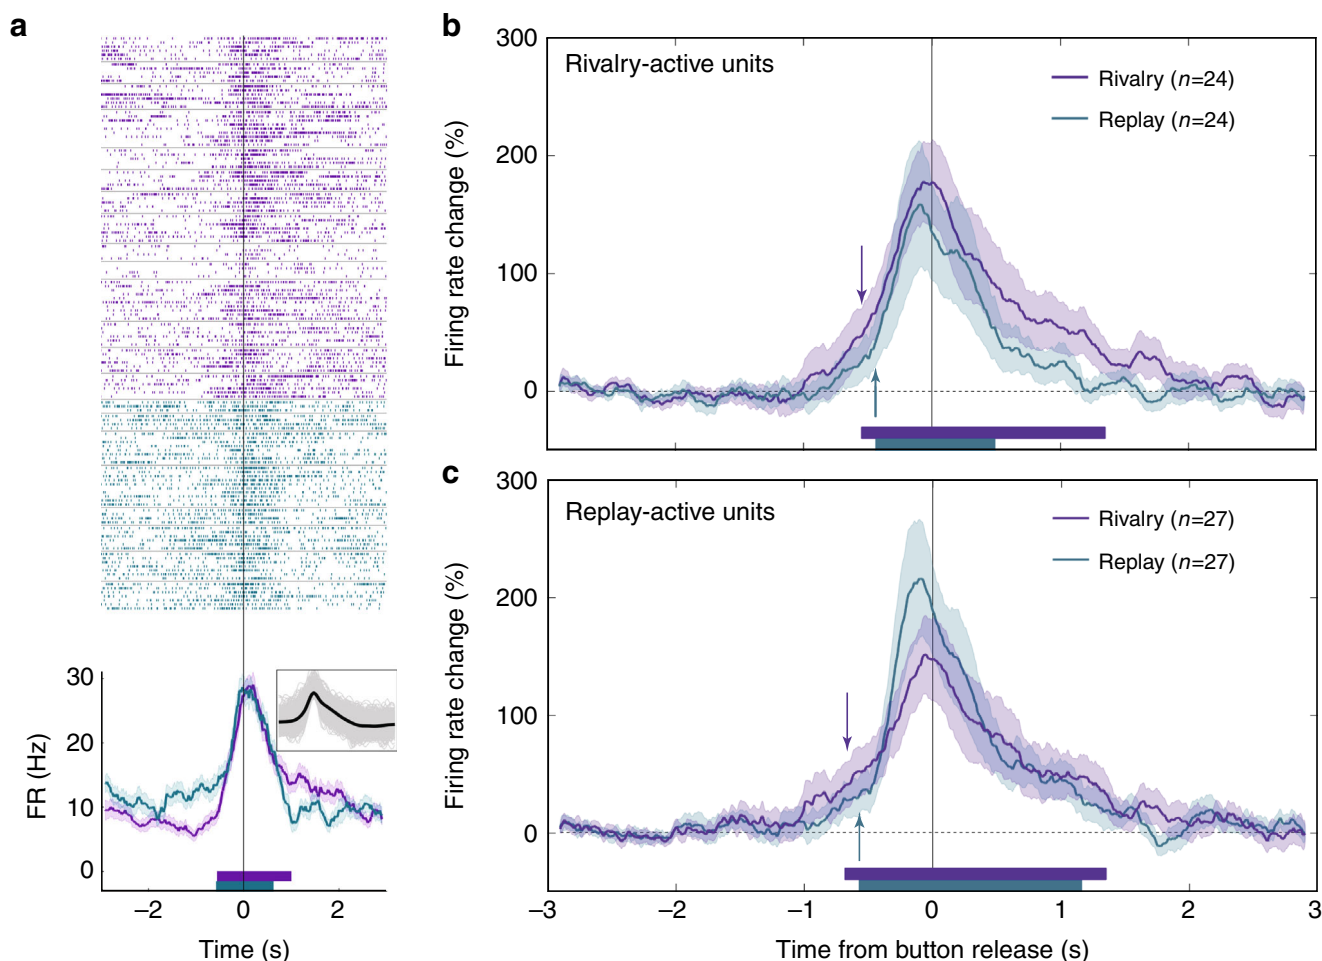 a
30
20
10
0
FR (Hz)
−2 0 2
Time (s)
b
300
200
100
0
Firing rate change (%)
Rivalry-active units
Rivalry (n=24)
Replay (n=24)
c
300
200
100
0
Firing rate change (%)
Replay-active units
Rivalry (n=27)
Replay (n=27)
−3 −2 −1 0 1 2 3
Time from button release (s)